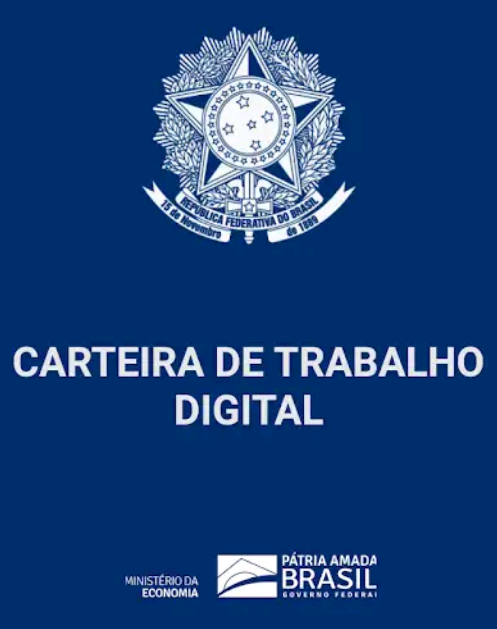 REPÚBLICA FEDERATIVA DO BRASIL
15 de Novembro de 1889
CARTEIRA DE TRABALHO
DIGITAL
MINISTÉRIO DA
ECONOMIA
PÁTRIA AMADA
BRASIL
GOVERNO FEDERAL